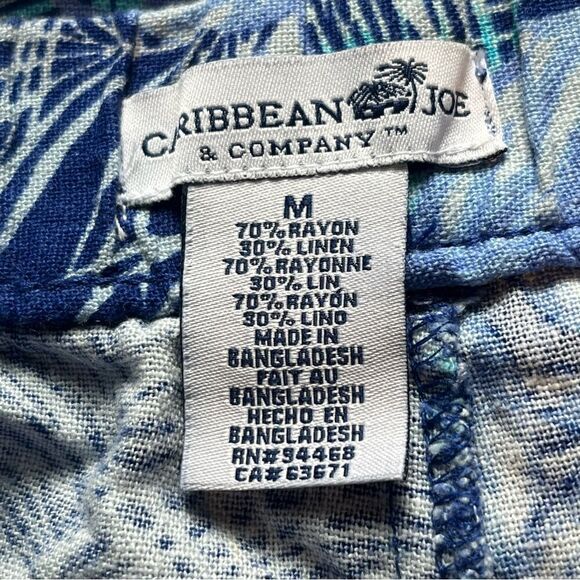 CARIBBEAN JOE
& COMPANY™
M
70% RAYON
30% LINEN
70% RAYONNE
30% LIN
70% RAYÓN
30% LINO
MADE IN
BANGLADESH
FAIT AU
BANGLADESH
HECHO EN
BANGLADESH
RN#94468
CA#63671